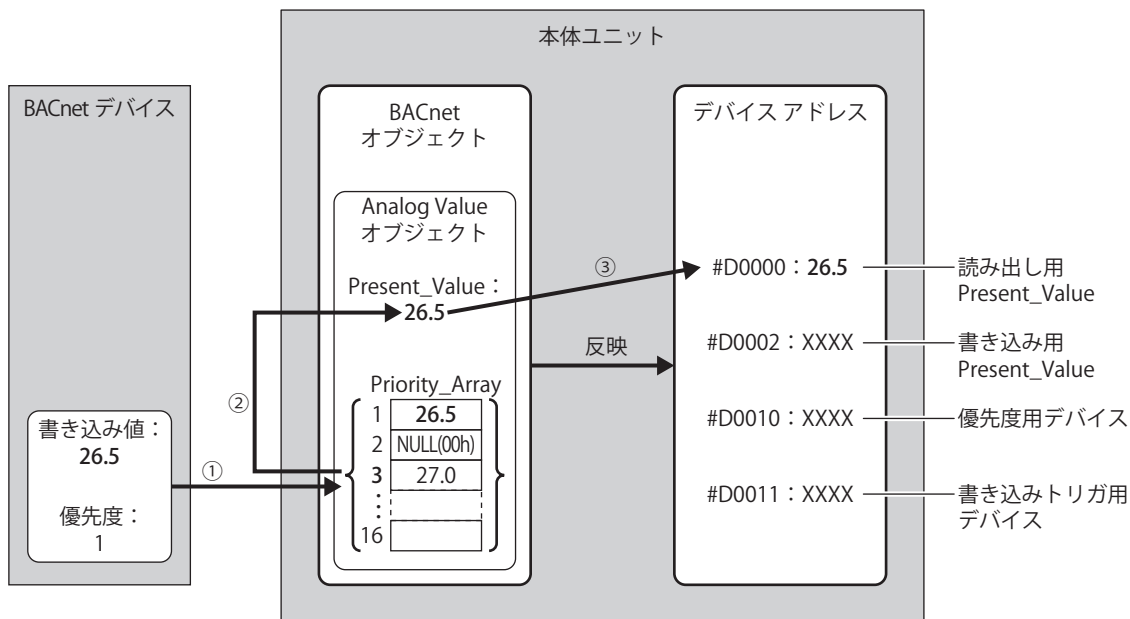 本体ユニット
BACnet デバイス
書き込み値：
26.5
優先度：
1
①
②
BACnet
オブジェクト
Analog Value
オブジェクト
Present_Value：
26.5
Priority_Array
1 26.5
2 NULL(00h)
3 27.0
⋮
16
③
反映
デバイス アドレス
#D0000：26.5
読み出し用
Present_Value
#D0002：XXXX
書き込み用
Present_Value
#D0010：XXXX
優先度用デバイス
#D0011：XXXX
書き込みトリガ用
デバイス